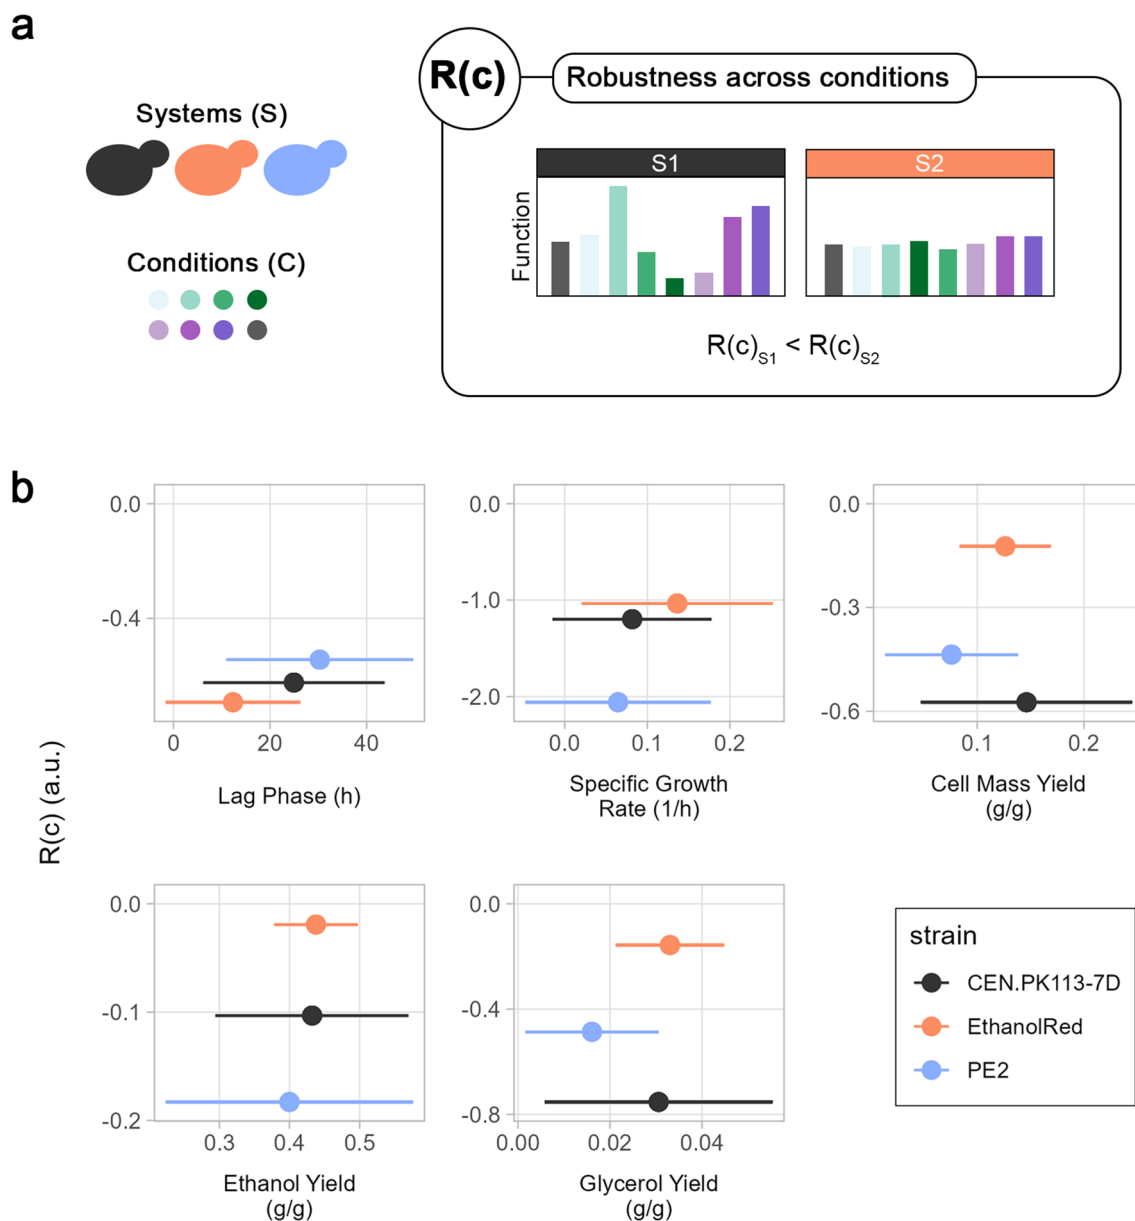 a
Systems (S)
Conditions (C)
R(c)
Robustness across conditions
Function
S1
S2
R(c)S1 < R(c)S2
b
R(c) (a.u.)
0.0
-0.4
0
20
40
Lag Phase (h)
0.0
-1.0
-2.0
0.0
0.1
0.2
Specific Growth
Rate (1/h)
0.0
-0.3
-0.6
0.1
0.2
Cell Mass Yield
(g/g)
0.0
-0.1
-0.2
0.3
0.4
0.5
Ethanol Yield
(g/g)
0.0
-0.4
-0.8
0.00
0.02
0.04
Glycerol Yield
(g/g)
strain
CEN.PK113-7D
EthanolRed
PE2